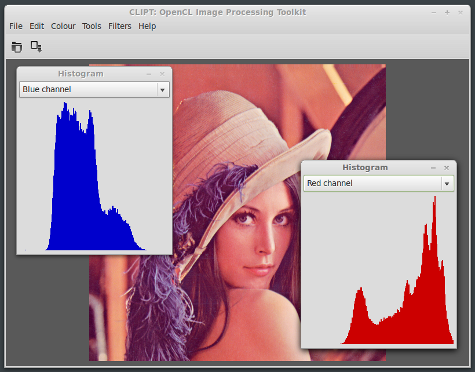 CLIPT: OpenCL Image Processing Toolkit
File Edit Colour Tools Filters Help
Histogram
Blue channel
Histogram
Red channel